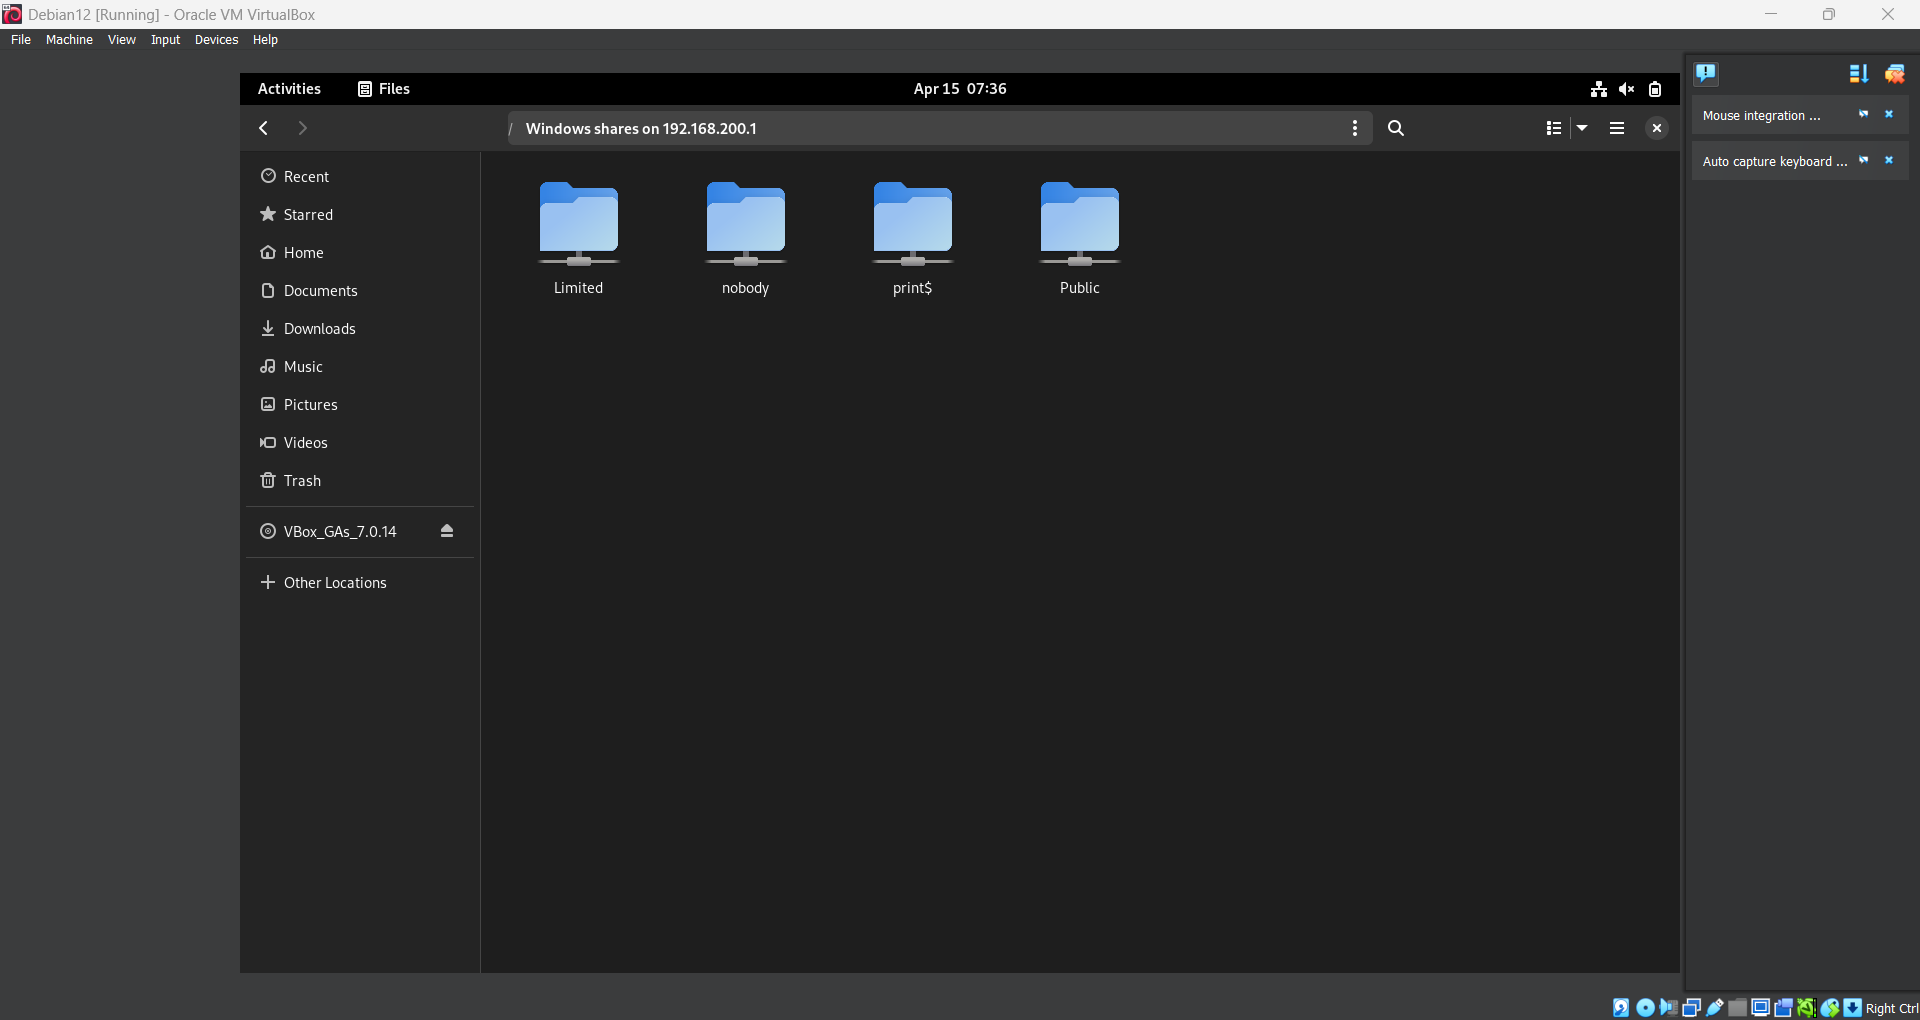 Debian12 [Running] - Oracle VM VirtualBox
File Machine View Input Devices Help
Activities Files Apr 15 07:36
/ Windows shares on 192.168.200.1
Recent
Starred
Home
Documents
Downloads
Music
Pictures
Videos
Trash
VBox_GAs_7.0.14
Other Locations
Limited nobody print$ Public
Mouse integration ...
Auto capture keyboard ...
Right Ctrl